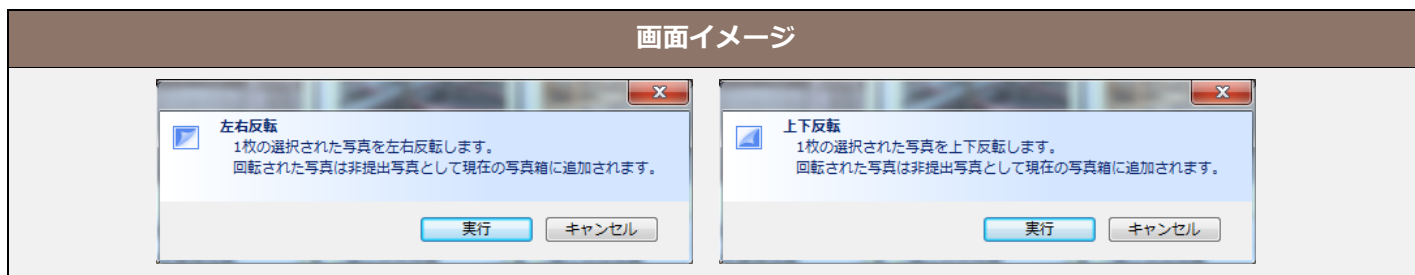 画面イメージ
左右反転
1枚の選択された写真を左右反転します。
回転された写真は非提出写真として現在の写真箱に追加されます。
実行
キャンセル
上下反転
1枚の選択された写真を上下反転します。
回転された写真は非提出写真として現在の写真箱に追加されます。
実行
キャンセル